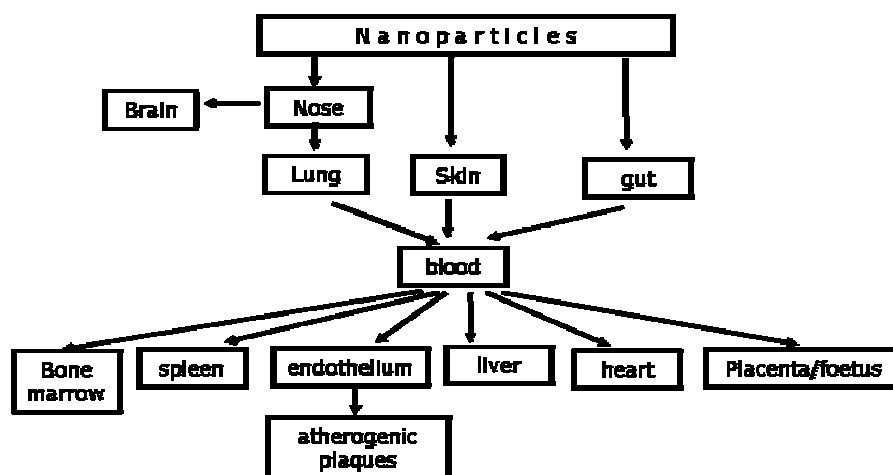 Nanoparticles
Brain
Nose
Lung
Skin
gut
blood
Bone
marrow
spleen
endothelium
liver
heart
Placenta/foetus
atherogenic
plaques